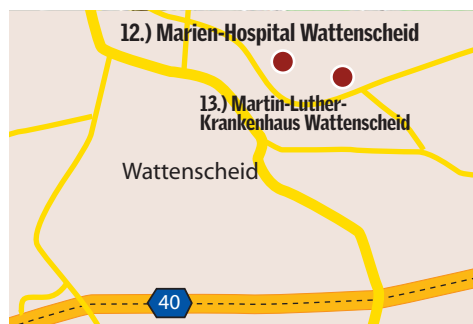 12.) Marien-Hospital Wattenscheid
13.) Martin-Luther-
Krankenhaus Wattenscheid
Wattenscheid
40